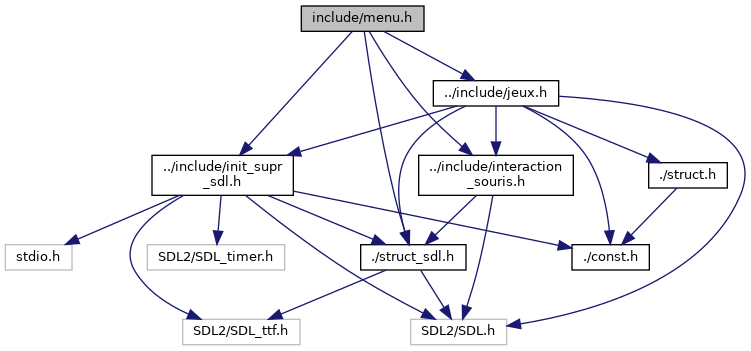 include/menu.h
../include/jeux.h
../include/init_supr
_sdl.h
../include/interaction
_souris.h
./struct.h
stdio.h
SDL2/SDL_timer.h
./struct_sdl.h
./const.h
SDL2/SDL_ttf.h
SDL2/SDL.h